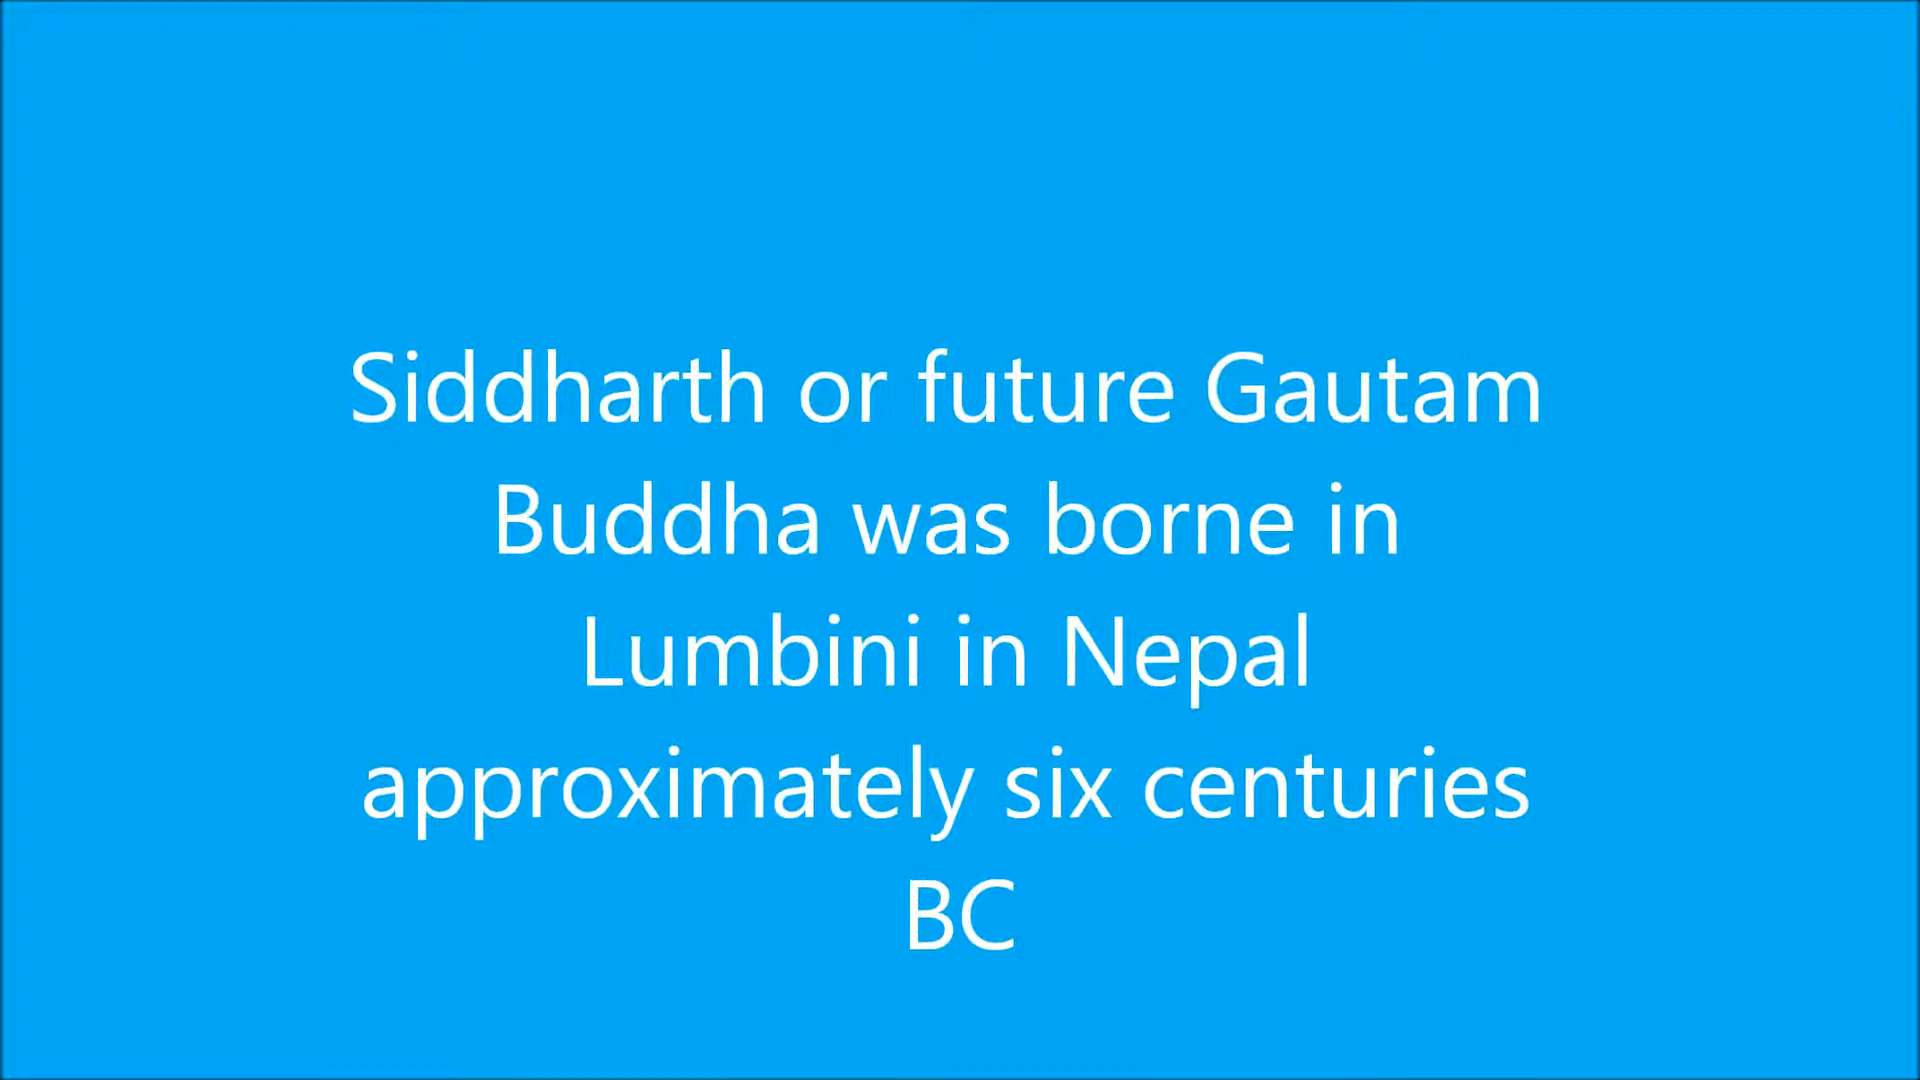 Siddharth or future Gautam
Buddha was borne in
Lumbini in Nepal
approximately six centuries
BC